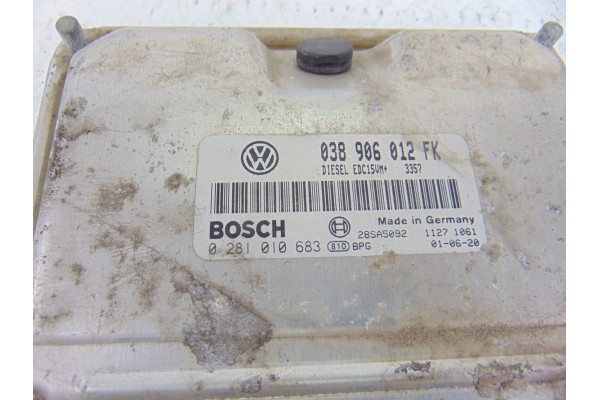 038 906 012 FK
DIESEL EDC15VM+ 3357
BOSCH
Made in Germany
28SA5092 1127 1061
0 281 010 683 810 BPG 01-06-20